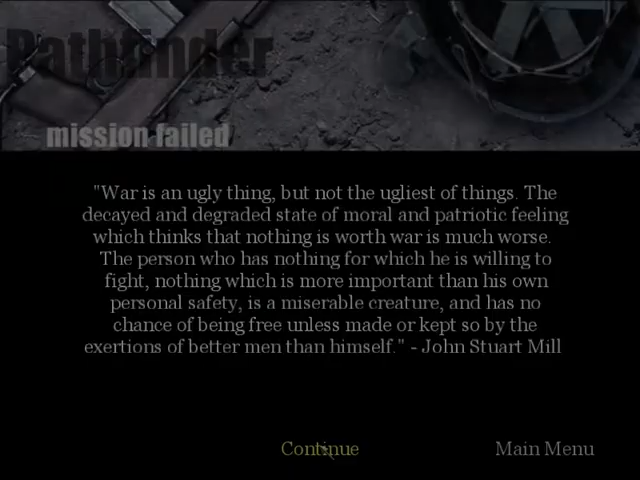 Pathfinder
mission failed
"War is an ugly thing, but not the ugliest of things. The
decayed and degraded state of moral and patriotic feeling
which thinks that nothing is worth war is much worse.
The person who has nothing for which he is willing to
fight, nothing which is more important than his own
personal safety, is a miserable creature, and has no
chance of being free unless made or kept so by the
exertions of better men than himself." - John Stuart Mill
Continue
Main Menu